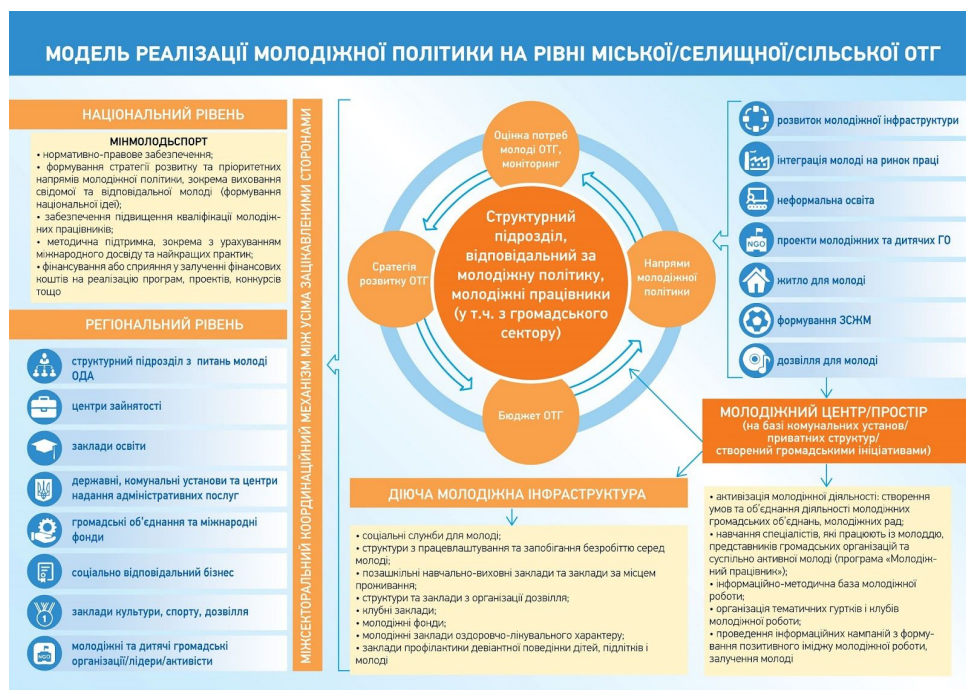 МОДЕЛЬ РЕАЛІЗАЦІЇ МОЛОДІЖНОЇ ПОЛІТИКИ НА РІВНІ МІСЬКОЇ/СЕЛИЩНОЇ/СІЛЬСЬКОЇ ОТГ
НАЦІОНАЛЬНИЙ РІВЕНЬ
МІНМОЛОДЬСПОРТ
• нормативно-правове забезпечення;
• формування стратегії розвитку та пріоритетних
напрямів молодіжної політики, зокрема виховання
свідомої та відповідальної молоді (формування
національної ідеї);
• забезпечення підвищення кваліфікації молодіж-
них працівників;
• методична підтримка, зокрема з урахуванням
міжнародного досвіду та найкращих практик;
• фінансування або сприяння у залученні фінансових
коштів на реалізацію програм, проектів, конкурсів
тощо
РЕГІОНАЛЬНИЙ РІВЕНЬ
структурний підрозділ з питань молоді
ОДА
центри зайнятості
заклади освіти
державні, комунальні установи та центри
надання адміністративних послуг
громадські об'єднання та міжнародні
фонди
соціально відповідальний бізнес
1
заклади культури, спорту, дозвілля
NGO
молодіжні та дитячі громадські
організації/лідери/активісти
МІЖСЕКТОРАЛЬНИЙ КООРДИНАЦІЙНИЙ МЕХАНІЗМ МІЖ УСІМА ЗАЦІКАВЛЕНИМИ СТОРОНАМИ
Оцінка потреб
молоді ОТГ,
моніторинг
Сратегія
розвитку ОТГ
Структурний
підрозділ,
відповідальний за
молодіжну політику,
молодіжні працівники
(у т.ч. з громадського
сектору)
Напрями
молодіжної
політики
Бюджет ОТГ
розвиток молодіжної інфраструктури
інтеграція молоді на ринок праці
неформальна освіта
NGO
проекти молодіжних та дитячих ГО
житло для молоді
формування ЗСЖМ
дозвілля для молоді
МОЛОДІЖНИЙ ЦЕНТР/ПРОСТІР
(на базі комунальних установ/
приватних структур/
створений громадськими ініціативами)
• активізація молодіжної діяльності: створення
умов та об'єднання діяльності молодіжних
громадських об'єднань, молодіжних рад;
• навчання спеціалістів, які працюють із молоддю,
представників громадських організацій та
суспільно активної молоді (програма «Молодіж-
ний працівник»);
• інформаційно-методична база молодіжної
роботи;
• організація тематичних гуртків і клубів
молодіжної роботи;
• проведення інформаційних кампаній з форму-
вання позитивного іміджу молодіжної роботи,
залучення молоді
ДІЮЧА МОЛОДІЖНА ІНФРАСТРУКТУРА
• соціальні служби для молоді;
• структури з працевлаштування та запобігання безробіттю серед
молоді;
• позашкільні навчально-виховні заклади та заклади за місцем
проживання;
• структури та заклади з організації дозвілля;
• клубні заклади;
• молодіжні фонди;
• молодіжні заклади оздоровчо-лікувального характеру;
• заклади профілактики девіантної поведінки дітей, підлітків і
молоді